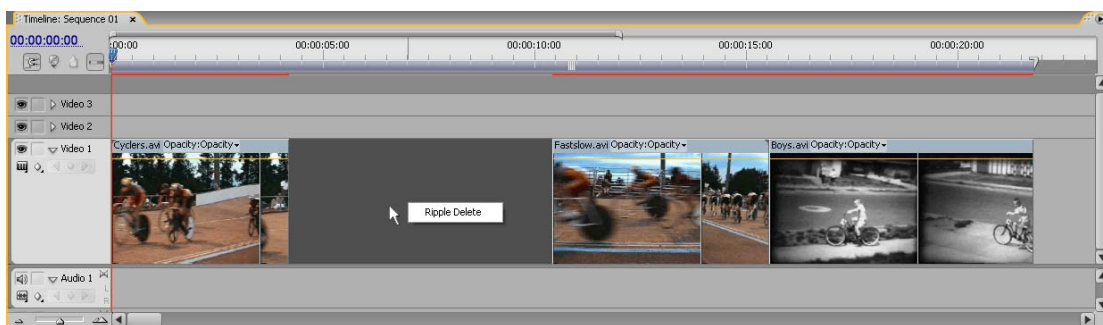 Timeline: Sequence 01
00:00:00:00
:00:00
00:00:05:00
00:00:10:00
00:00:15:00
00:00:20:00
Video 3
Video 2
Video 1
Cyclers.avi Opacity:Opacity
Fastslow.avi Opacity:Opacity
Boys.avi Opacity:Opacity
Ripple Delete
Audio 1
L
R